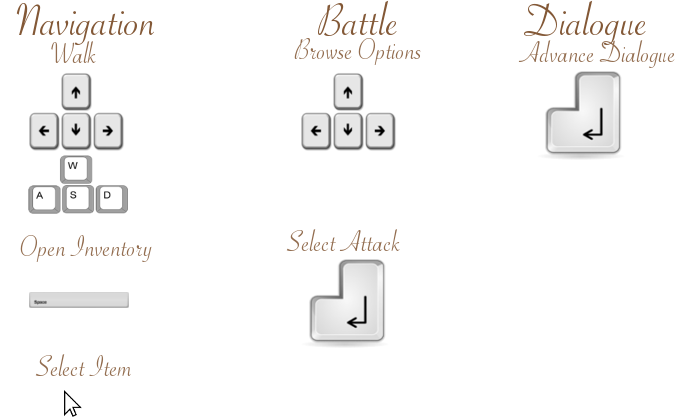 Navigation
Walk
W
A S D
Open Inventory
Space
Select Item
Battle
Browse Options
Select Attack
Dialogue
Advance Dialogue